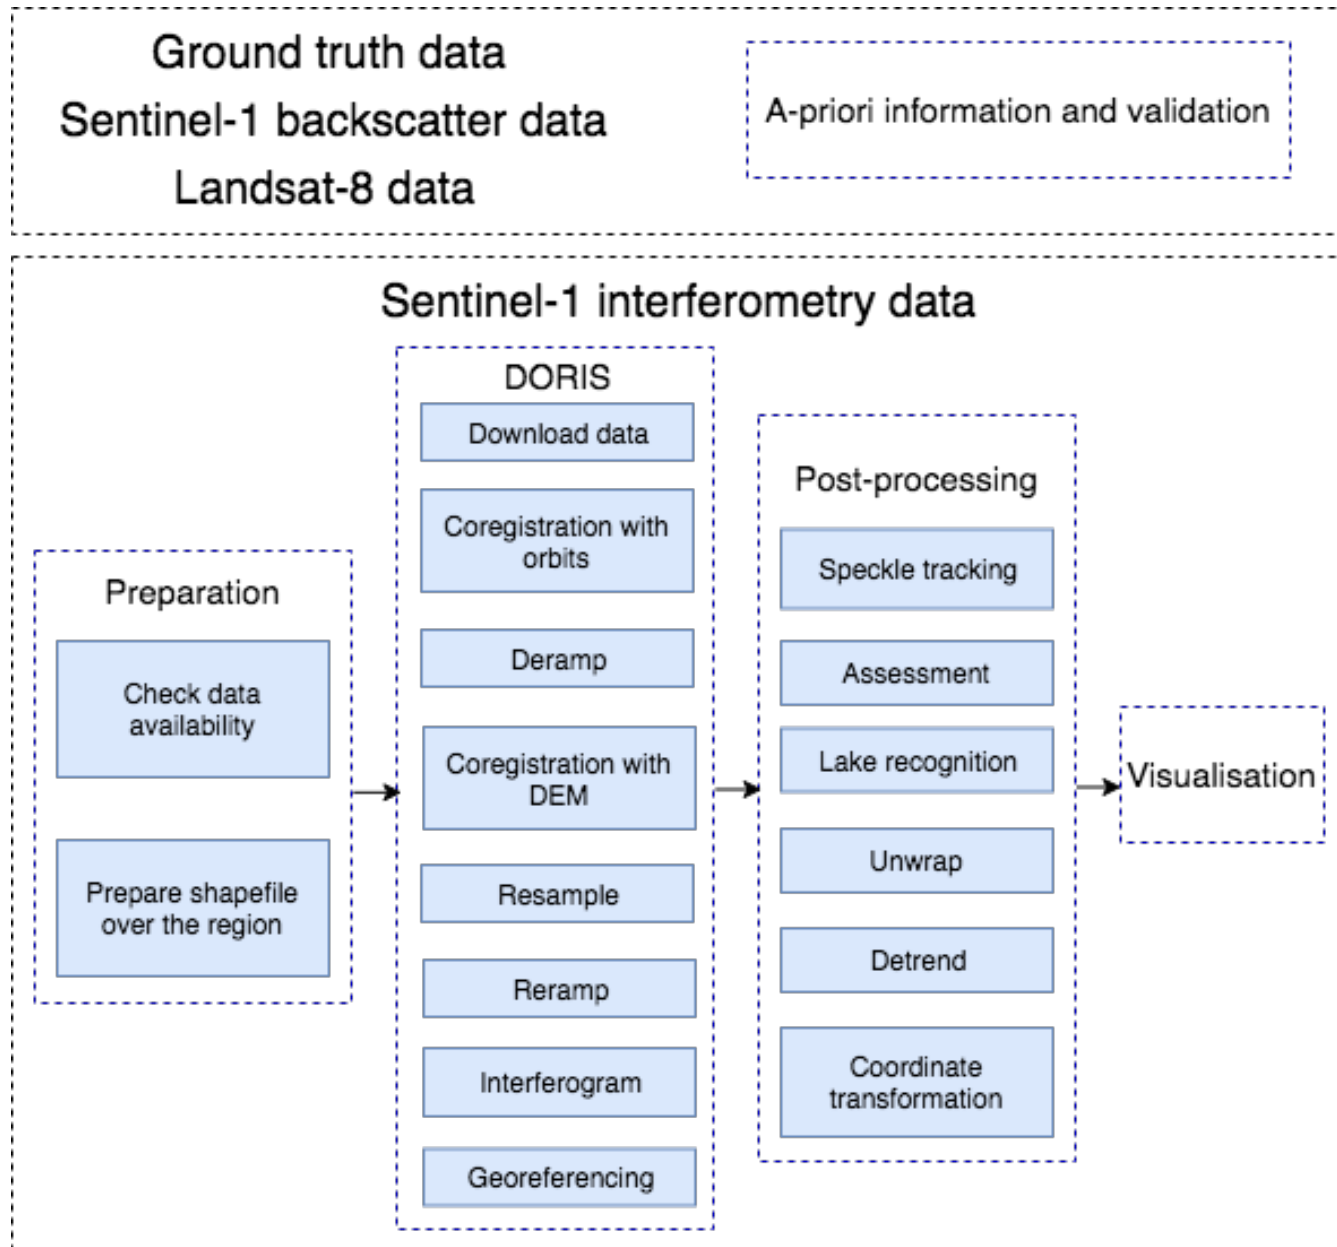 Ground truth data
Sentinel-1 backscatter data
Landsat-8 data
A-priori information and validation
Sentinel-1 interferometry data
Preparation
Check data
availability
Prepare shapefile
over the region
DORIS
Download data
Coregistration with
orbits
Deramp
Coregistration with
DEM
Resample
Reramp
Interferogram
Georeferencing
Post-processing
Speckle tracking
Assessment
Lake recognition
Unwrap
Detrend
Coordinate
transformation
Visualisation